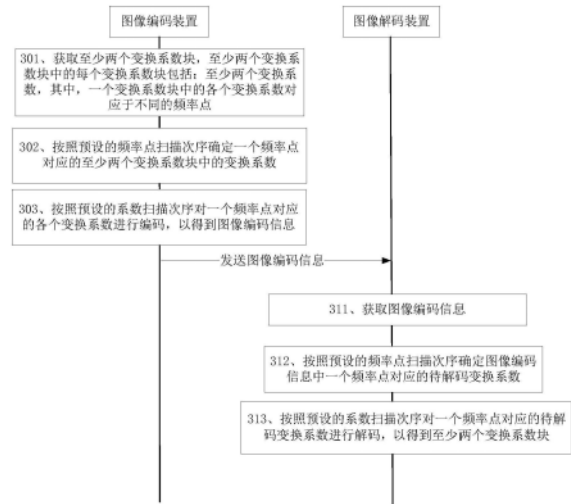 图像编码装置
图像解码装置
301、获取至少两个变换系数块，至少两个变换系
数块中的每个变换系数块包括：至少两个变换系
数，其中，一个变换系数块中的各个变换系数对
应于不同的频率点
302、按照预设的频率点扫描次序确定一个频率点
对应的至少两个变换系数块中的变换系数
303、按照预设的系数扫描次序对一个频率点对应
的各个变换系数进行编码，以得到图像编码信息
发送图像编码信息
311、获取图像编码信息
312、按照预设的频率点扫描次序确定图像编码
信息中一个频率点对应的待解码变换系数
313、按照预设的系数扫描次序对一个频率点对应的待解
码变换系数进行解码，以得到至少两个变换系数块